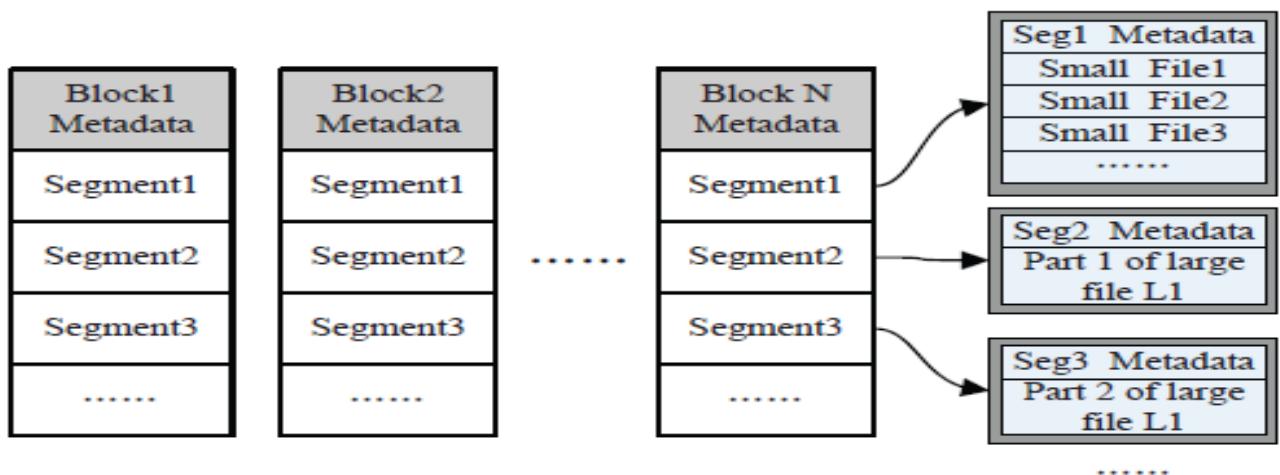 Block1
Metadata
Segment1
Segment2
Segment3
......
Block2
Metadata
Segment1
Segment2
Segment3
......
......
Block N
Metadata
Segment1
Segment2
Segment3
......
Seg1 Metadata
Small File1
Small File2
Small File3
......
Seg2 Metadata
Part 1 of large
file L1
Seg3 Metadata
Part 2 of large
file L1
......